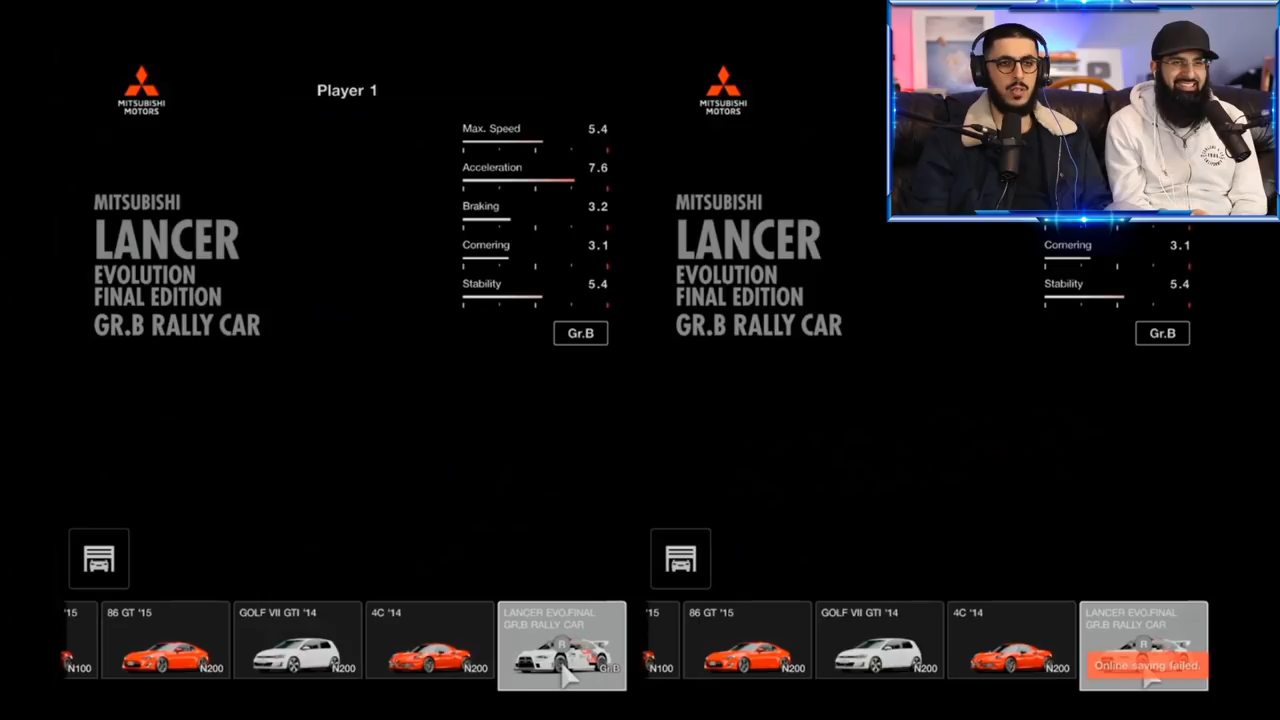 MITSUBISHI
MOTORS
Player 1
Max. Speed 5.4
Acceleration 7.6
Braking 3.2
Cornering 3.1
Stability 5.4
Gr.B
MITSUBISHI
LANCER
EVOLUTION
FINAL EDITION
GR.B RALLY CAR
MITSUBISHI
MOTORS
Cornering 3.1
Stability 5.4
Gr.B
MITSUBISHI
LANCER
EVOLUTION
FINAL EDITION
GR.B RALLY CAR
'15
N100
86 GT '15
N200
GOLF VII GTI '14
N200
4C '14
N200
LANCER EVO.FINAL
GR.B RALLY CAR
R
Gr.B
'15
N100
86 GT '15
N200
GOLF VII GTI '14
N200
4C '14
N200
LANCER EVO.FINAL
GR.B RALLY CAR
R
Online saving failed.